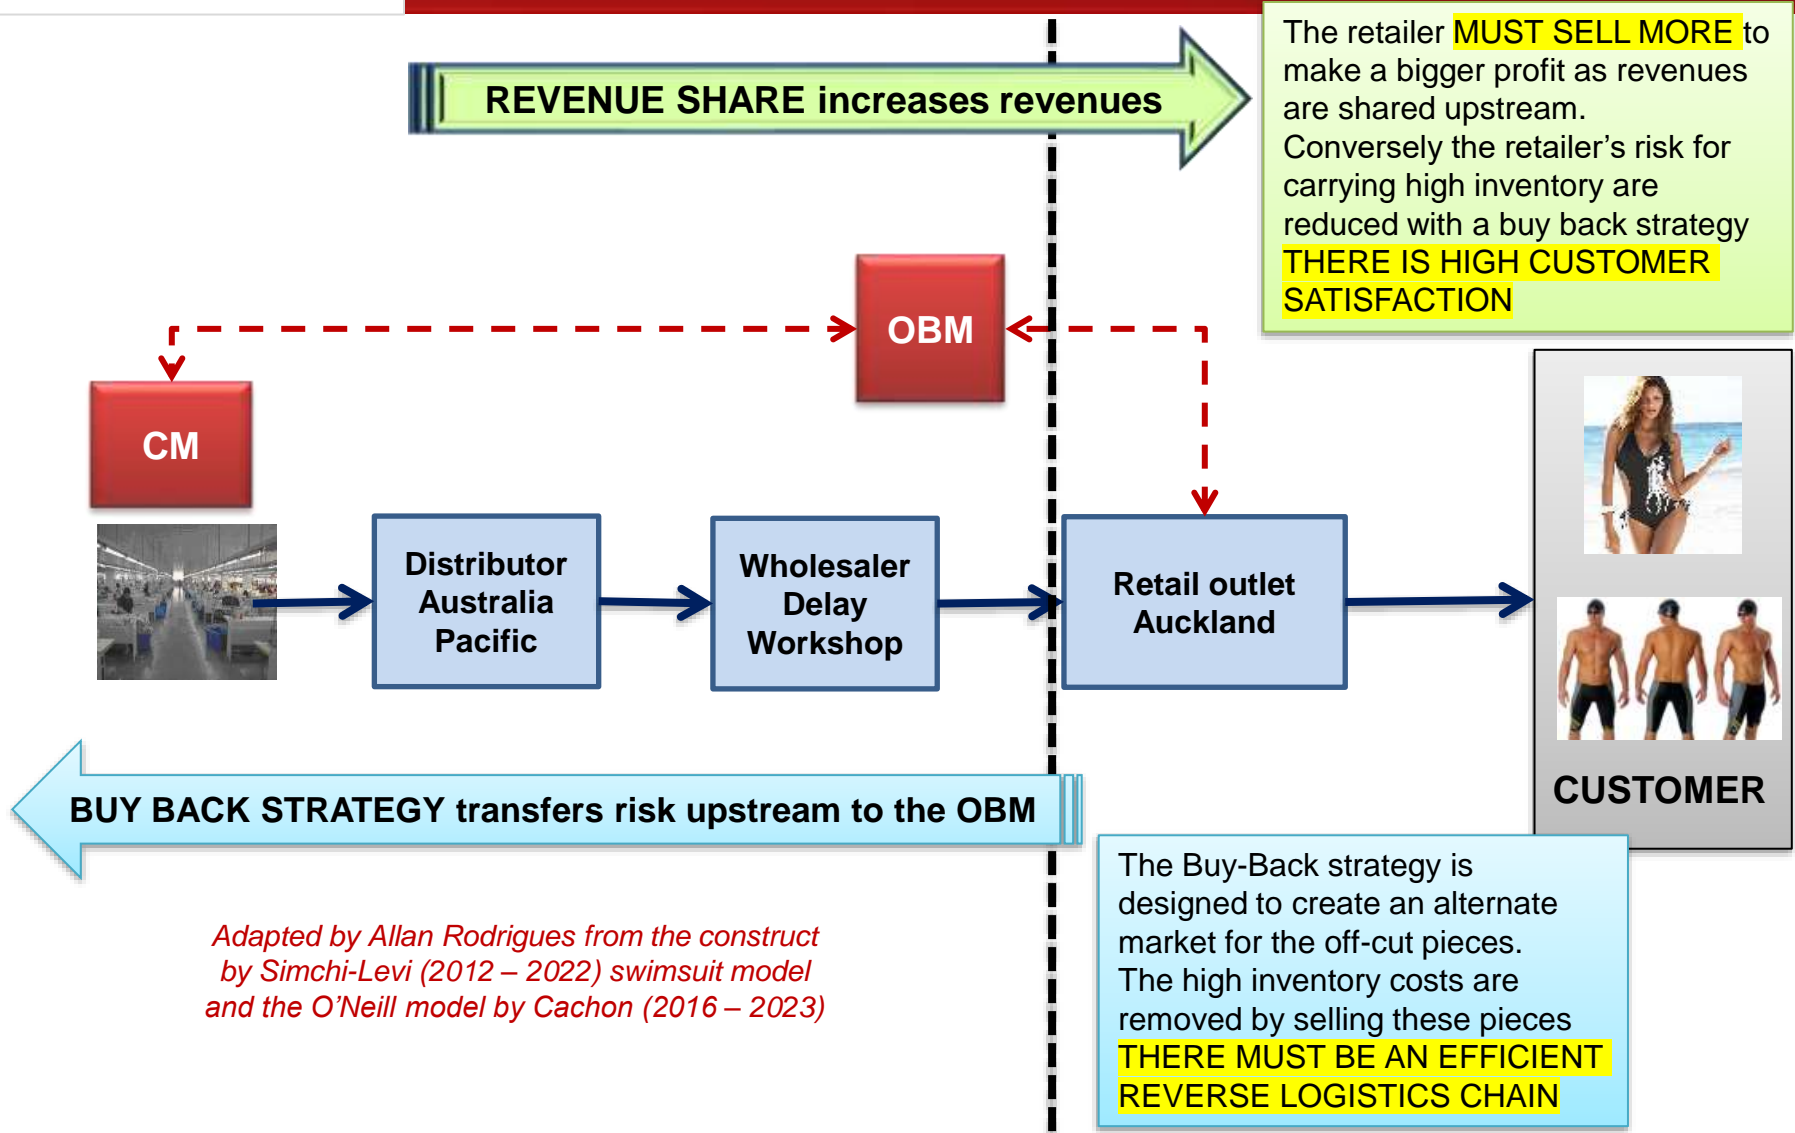 REVENUE SHARE increases revenues
The retailer MUST SELL MORE to
make a bigger profit as revenues
are shared upstream.
Conversely the retailer’s risk for
carrying high inventory are
reduced with a buy back strategy
THERE IS HIGH CUSTOMER
SATISFACTION
OBM
CM
Distributor
Australia
Pacific
Wholesaler
Delay
Workshop
Retail outlet
Auckland
CUSTOMER
BUY BACK STRATEGY transfers risk upstream to the OBM
Adapted by Allan Rodrigues from the construct
by Simchi-Levi (2012 – 2022) swimsuit model
and the O’Neill model by Cachon (2016 – 2023)
The Buy-Back strategy is
designed to create an alternate
market for the off-cut pieces.
The high inventory costs are
removed by selling these pieces
THERE MUST BE AN EFFICIENT
REVERSE LOGISTICS CHAIN